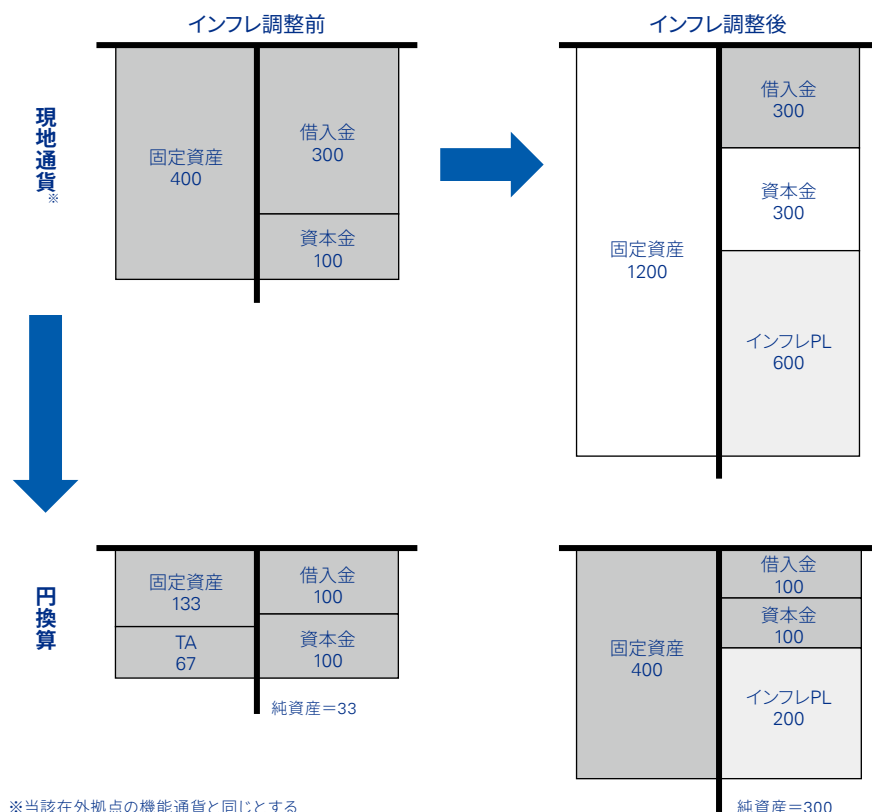 インフレ調整前
インフレ調整後
現地通貨※
固定資産
400
借入金
300
資本金
100
固定資産
1200
借入金
300
資本金
300
インフレPL
600
円換算
固定資産
133
TA
67
借入金
100
資本金
100
純資産=33
固定資産
400
借入金
100
資本金
100
インフレPL
200
純資産=300
※当該在外拠点の機能通貨と同じとする